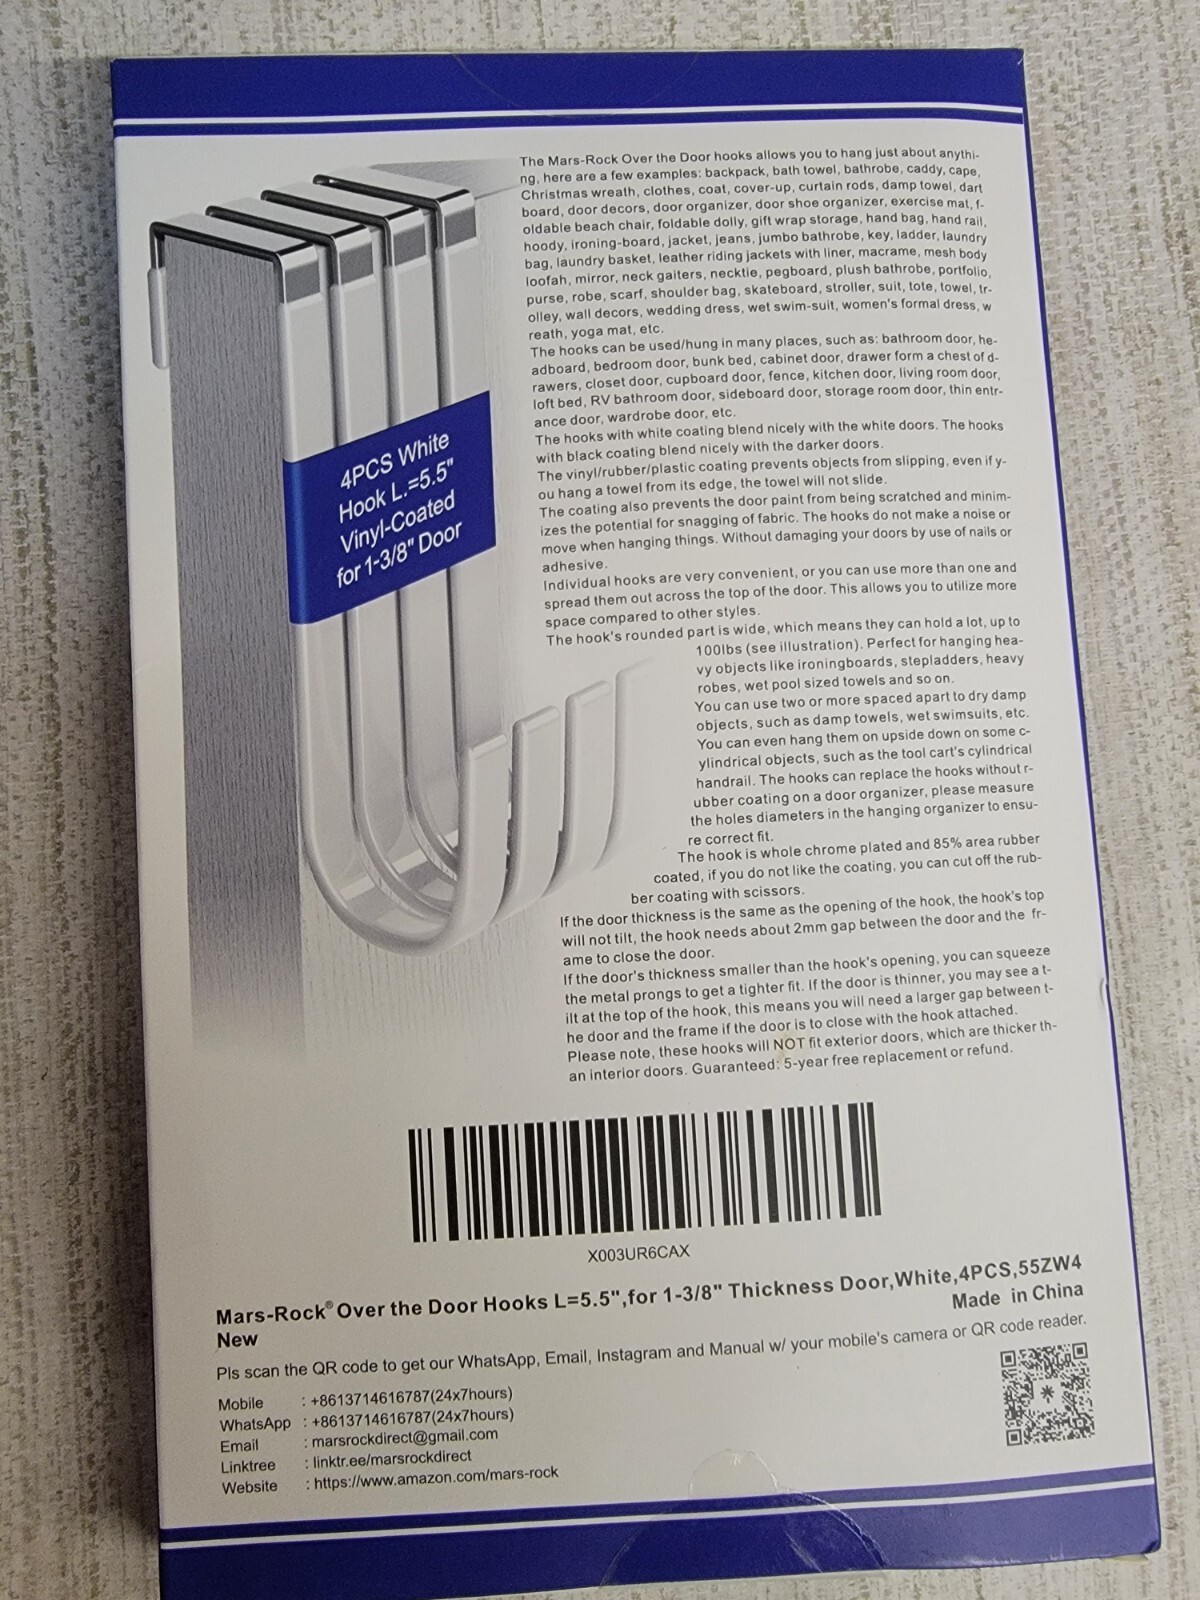 The Mars-Rock Over the Door hooks allows you to hang just about anythi-
ng, here are a few examples: backpack, bath towel, bathrobe, caddy, cape,
Christmas wreath, clothes, coat, cover-up, curtain rods, damp towel, dart
board, door decors, door organizer, door shoe organizer, exercise mat, f-
oldable beach chair, foldable dolly, gift wrap storage, hand bag, hand rail,
hoody, ironing-board, jacket, jeans, jumbo bathrobe, key, ladder, laundry
bag, laundry basket, leather riding jackets with liner, macrame, mesh body
loofah, mirror, neck gaiters, necktie, pegboard, plush bathrobe, portfolio,
purse, robe, scarf, shoulder bag, skateboard, stroller, suit, tote, towel, tr-
olley, wall decors, wedding dress, wet swim-suit, women's formal dress, w
reath, yoga mat, etc.
The hooks can be used/hung in many places, such as: bathroom door, he-
adboard, bedroom door, bunk bed, cabinet door, drawer form a chest of d-
rawers, closet door, cupboard door, fence, kitchen door, living room door,
loft bed, RV bathroom door, sideboard door, storage room door, thin entr-
ance door, wardrobe door, etc.
The hooks with white coating blend nicely with the white doors. The hooks
with black coating blend nicely with the darker doors.
The vinyl/rubber/plastic coating prevents objects from slipping, even if y-
ou hang a towel from its edge, the towel will not slide.
The coating also prevents the door paint from being scratched and minim-
izes the potential for snagging of fabric. The hooks do not make a noise or
move when hanging things. Without damaging your doors by use of nails or
adhesive.
Individual hooks are very convenient, or you can use more than one and
spread them out across the top of the door. This allows you to utilize more
space compared to other styles.
The hook's rounded part is wide, which means they can hold a lot, up to
100lbs (see illustration). Perfect for hanging hea-
vy objects like ironingboards, stepladders, heavy
robes, wet pool sized towels and so on.
You can use two or more spaced apart to dry damp
objects, such as damp towels, wet swimsuits, etc.
You can even hang them on upside down on some c-
ylindrical objects, such as the tool cart's cylindrical
handrail. The hooks can replace the hooks without r-
ubber coating on a door organizer, please measure
the holes diameters in the hanging organizer to ensu-
re correct fit.
The hook is whole chrome plated and 85% area rubber
coated, if you do not like the coating, you can cut off the rub-
ber coating with scissors.
If the door thickness is the same as the opening of the hook, the hook's top
will not tilt, the hook needs about 2mm gap between the door and the fr-
ame to close the door.
If the door's thickness smaller than the hook's opening, you can squeeze
the metal prongs to get a tighter fit. If the door is thinner, you may see a t-
ilt at the top of the hook, this means you will need a larger gap between t-
he door and the frame if the door is to close with the hook attached.
Please note, these hooks will NOT fit exterior doors, which are thicker th-
an interior doors. Guaranteed: 5-year free replacement or refund.
4PCS White
Hook L.=5.5"
Vinyl-Coated
for 1-3/8" Door
X003UR6CAX
Mars-Rock® Over the Door Hooks L=5.5",for 1-3/8" Thickness Door,White,4PCS,55ZW4
New
Made in China
Pls scan the QR code to get our WhatsApp, Email, Instagram and Manual w/ your mobile's camera or QR code reader.
Mobile : +8613714616787(24x7hours)
WhatsApp : +8613714616787(24x7hours)
Email : marsrockdirect@gmail.com
Linktree : linktr.ee/marsrockdirect
Website : https://www.amazon.com/mars-rock